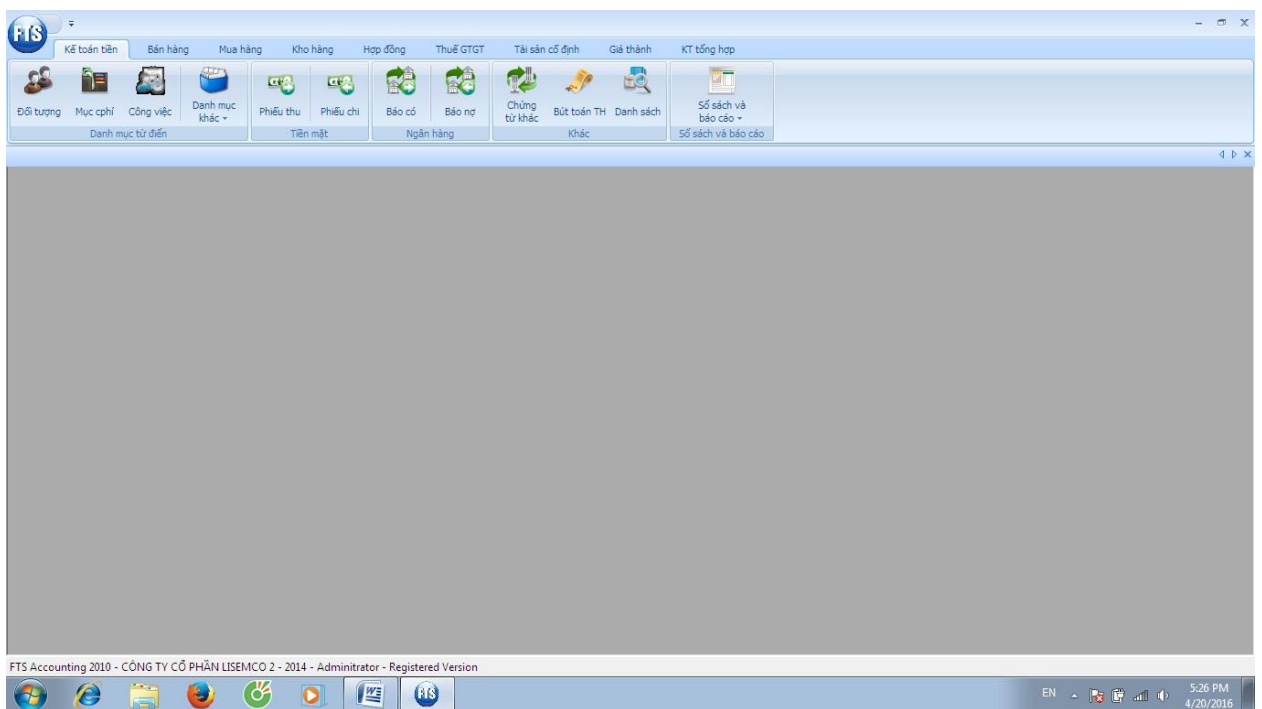 FTS
Kế toán tiền Bán hàng Mua hàng Kho hàng Hợp đồng Thuế GTGT Tài sản cố định Giá thành KT tổng hợp
Đối tượng Mục cphí Công việc Danh mục khác Phiếu thu Phiếu chi Báo có Báo nợ Chứng từ khác Bút toán TH Danh sách Sổ sách và báo cáo
Danh mục từ điển Tiền mặt Ngân hàng Khác Sổ sách và báo cáo
FTS Accounting 2010 - CÔNG TY CỔ PHẦN LISEMCO 2 - 2014 - Adminitrator - Registered Version
FTS EN 5:26 PM
4/20/2016